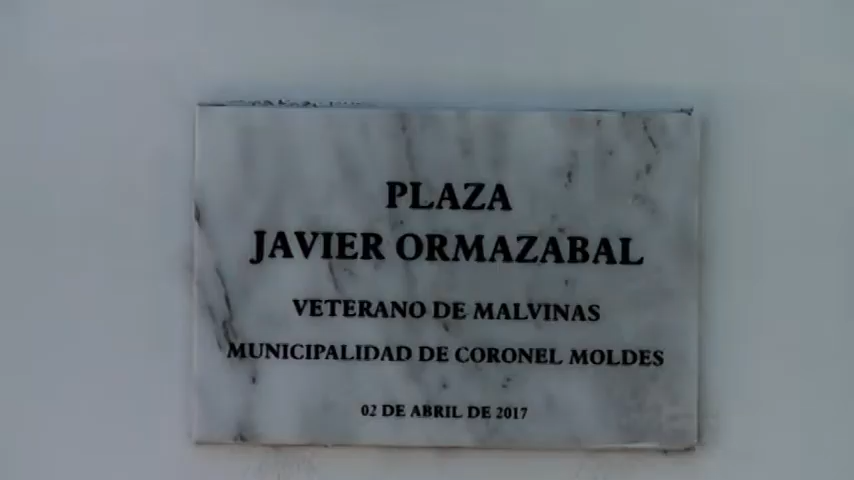 PLAZA
JAVIER ORMAZABAL
VETERANO DE MALVINAS
MUNICIPALIDAD DE CORONEL MOLDES
02 DE ABRIL DE 2017